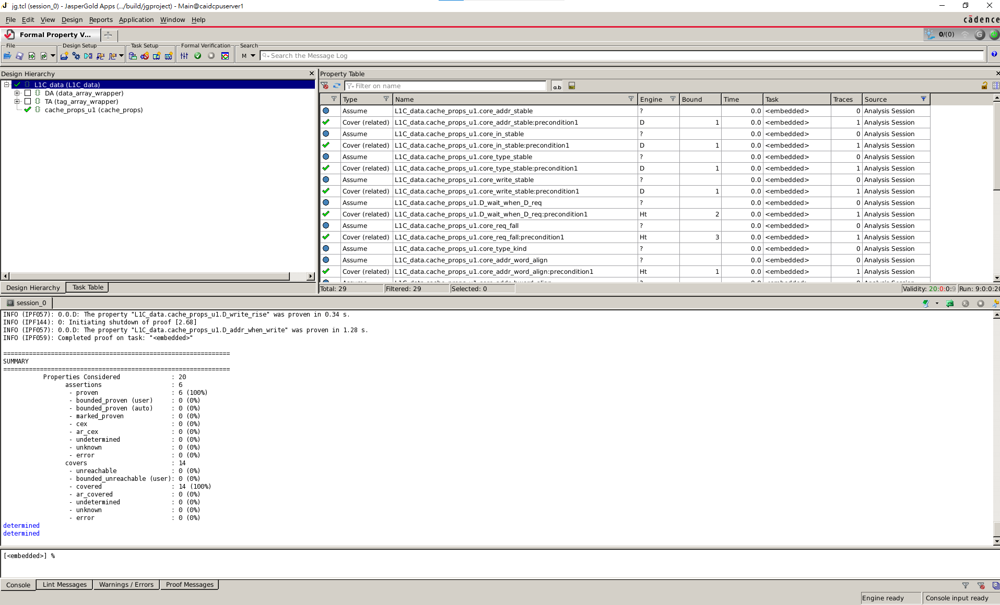 jg.tcl (session_0) - JasperGold Apps (.../build/jgproject) - Main@caidcpuserver1
File Edit View Design Reports Application Window Help
cādence
Formal Property V...
0/(0)
File Design Setup Task Setup Formal Verification Search
M Search the Message Log
Design Hierarchy
L1C_data (L1C_data)
DA (data_array_wrapper)
TA (tag_array_wrapper)
cache_props_u1 (cache_props)
Design Hierarchy Task Table
Property Table
Filter on name
a.b
Type Name Engine Bound Time Task Traces Source
Assume L1C_data.cache_props_u1.core_addr_stable ? 0.0 <embedded> 0 Analysis Session
Cover (related) L1C_data.cache_props_u1.core_addr_stable:precondition1 D 1 0.0 <embedded> 1 Analysis Session
Assume L1C_data.cache_props_u1.core_in_stable ? 0.0 <embedded> 0 Analysis Session
Cover (related) L1C_data.cache_props_u1.core_in_stable:precondition1 D 1 0.0 <embedded> 1 Analysis Session
Assume L1C_data.cache_props_u1.core_type_stable ? 0.0 <embedded> 0 Analysis Session
Cover (related) L1C_data.cache_props_u1.core_type_stable:precondition1 D 1 0.0 <embedded> 1 Analysis Session
Assume L1C_data.cache_props_u1.core_write_stable ? 0.0 <embedded> 0 Analysis Session
Cover (related) L1C_data.cache_props_u1.core_write_stable:precondition1 D 1 0.0 <embedded> 1 Analysis Session
Assume L1C_data.cache_props_u1.D_wait_when_D_req ? 0.0 <embedded> 0 Analysis Session
Cover (related) L1C_data.cache_props_u1.D_wait_when_D_req:precondition1 Ht 2 0.0 <embedded> 1 Analysis Session
Assume L1C_data.cache_props_u1.core_req_fall ? 0.0 <embedded> 0 Analysis Session
Cover (related) L1C_data.cache_props_u1.core_req_fall:precondition1 Ht 3 0.0 <embedded> 1 Analysis Session
Assume L1C_data.cache_props_u1.core_type_kind ? 0.0 <embedded> 0 Analysis Session
Assume L1C_data.cache_props_u1.core_addr_word_align ? 0.0 <embedded> 0 Analysis Session
Cover (related) L1C_data.cache_props_u1.core_addr_word_align:precondition1 Ht 1 0.0 <embedded> 1 Analysis Session
Total: 29 Filtered: 29 Selected: 0 Validity: 20:0:0:9 Run: 9:0:0:20
session_0
INFO (IPF057): 0.0.D: The property "L1C_data.cache_props_u1.D_write_rise" was proven in 0.34 s.
INFO (IPF144): 0: Initiating shutdown of proof [2.68]
INFO (IPF057): 0.0.D: The property "L1C_data.cache_props_u1.D_addr_when_write" was proven in 1.28 s.
INFO (IPF059): Completed proof on task: "<embedded>"
==============================================================
SUMMARY
==============================================================
Properties Considered : 20
assertions : 6
- proven : 6 (100%)
- bounded_proven (user) : 0 (0%)
- bounded_proven (auto) : 0 (0%)
- marked_proven : 0 (0%)
- cex : 0 (0%)
- ar_cex : 0 (0%)
- undetermined : 0 (0%)
- unknown : 0 (0%)
- error : 0 (0%)
covers : 14
- unreachable : 0 (0%)
- bounded_unreachable (user): 0 (0%)
- covered : 14 (100%)
- ar_covered : 0 (0%)
- undetermined : 0 (0%)
- unknown : 0 (0%)
- error : 0 (0%)
determined
determined
[<embedded>] %
Console Lint Messages Warnings / Errors Proof Messages
Engine ready Console input ready